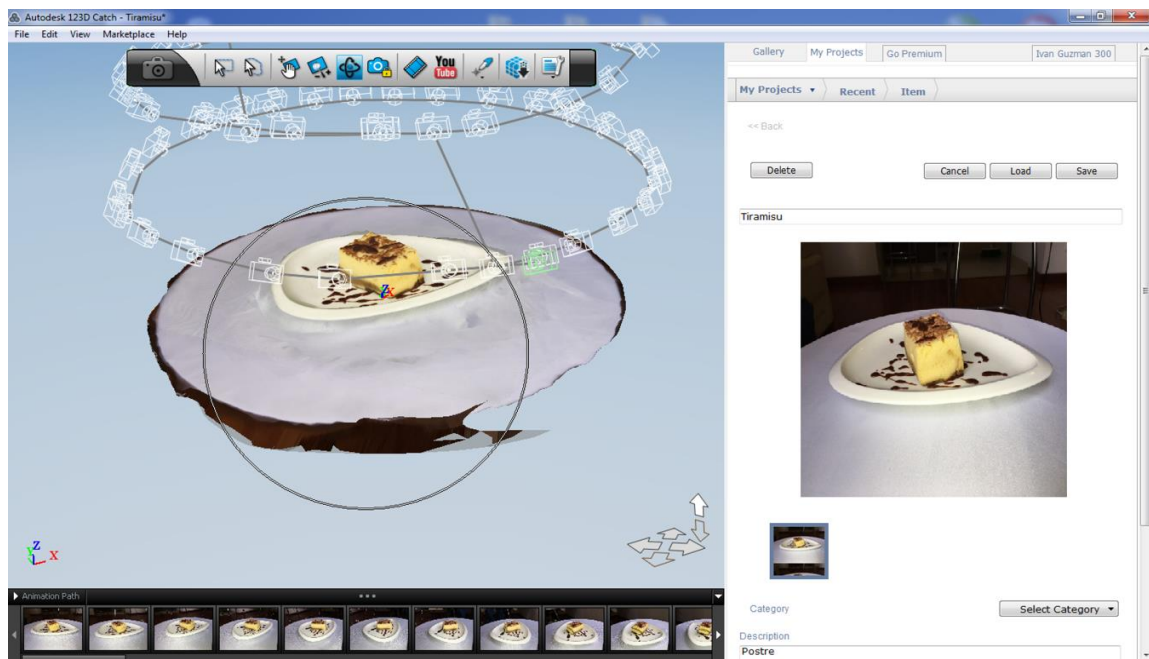 Autodesk 123D Catch - Tiramisu*
File Edit View Marketplace Help
You
Tube
Gallery My Projects Go Premium Ivan Guzman 300
My Projects Recent Item
<< Back
Delete Cancel Load Save
Tiramisu
Z
X
Z
Y X
Animation Path
Category Select Category
Description
Postre